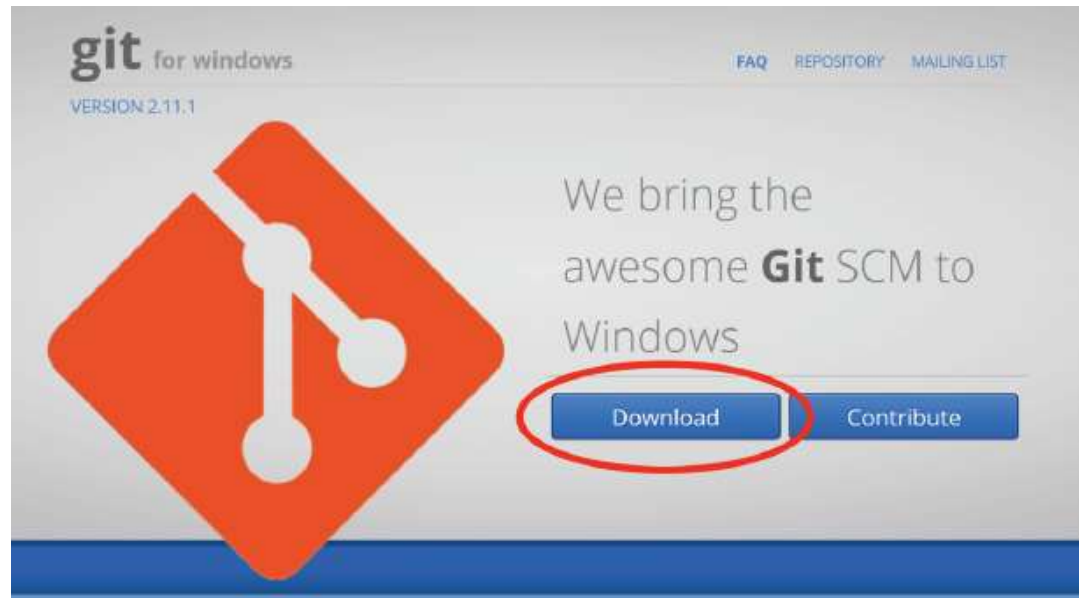 git for windows
FAQ REPOSITORY MAILING LIST
VERSION 2.11.1
We bring the
awesome Git SCM to
Windows
Download Contribute